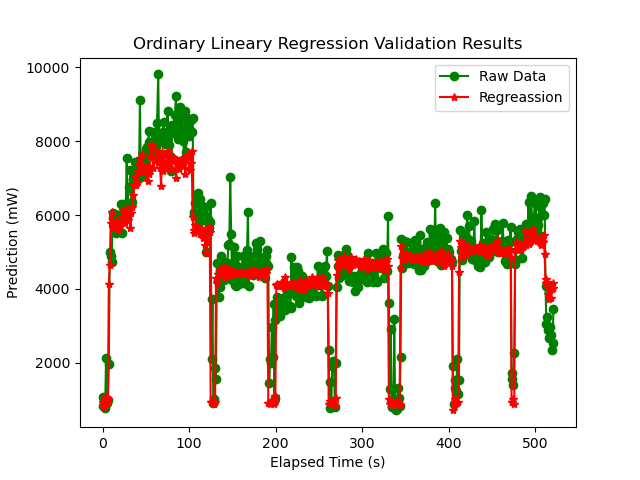 Ordinary Lineary Regression Validation Results
Raw Data
Regreassion
Prediction (mW)
10000
8000
6000
4000
2000
0 100 200 300 400 500
Elapsed Time (s)